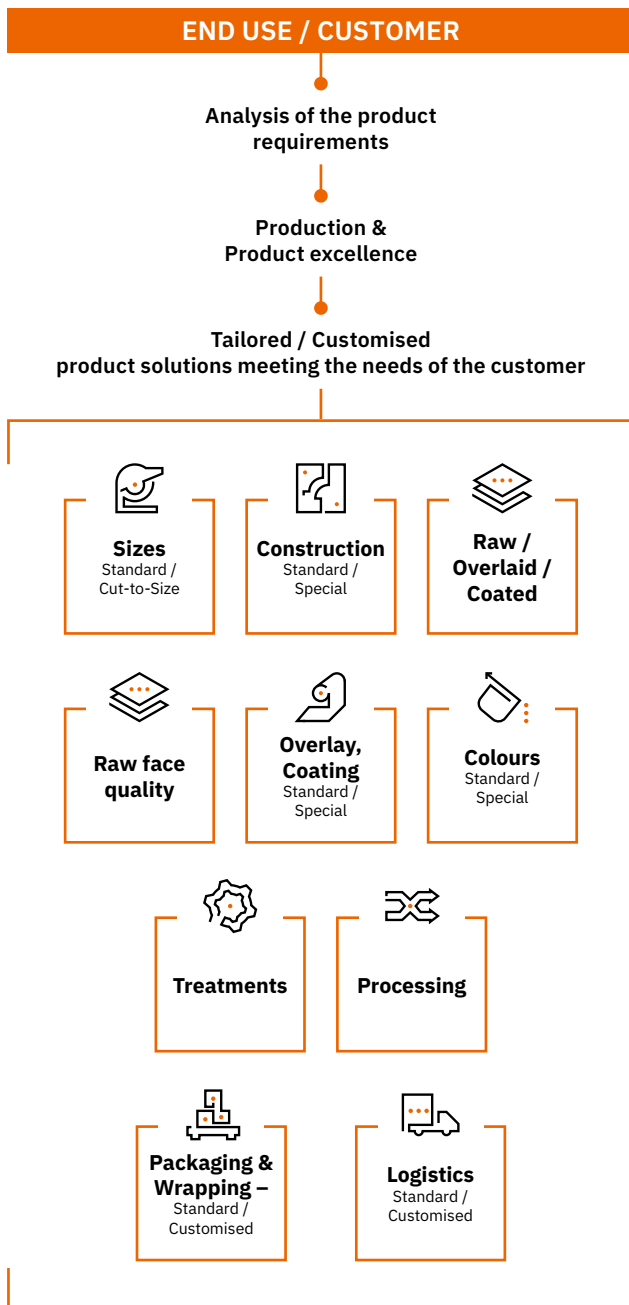 END USE / CUSTOMER
Analysis of the product
requirements
Production &
Product excellence
Tailored / Customised
product solutions meeting the needs of the customer
Sizes
Standard /
Cut-to-Size
Construction
Standard /
Special
Raw /
Overlaid /
Coated
Raw face
quality
Overlay,
Coating
Standard /
Special
Colours
Standard /
Special
Treatments
Processing
Packaging &
Wrapping –
Standard /
Customised
Logistics
Standard /
Customised